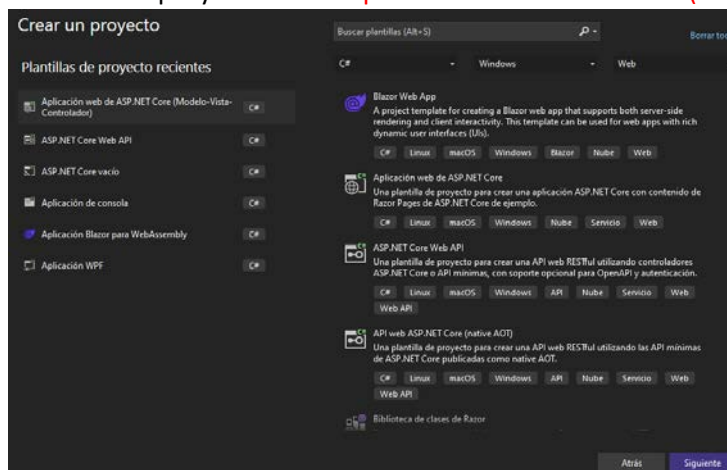 Crear un proyecto
Buscar plantillas (Alt+S)
Borrar too
Plantillas de proyecto recientes
C#
Windows
Web
Aplicación web de ASP.NET Core (Modelo-Vista-
Controlador)
C#
ASP.NET Core Web API
C#
ASP.NET Core vacío
C#
Aplicación de consola
C#
Aplicación Blazor para WebAssembly
C#
Aplicación WPF
C#
Blazor Web App
A project template for creating a Blazor web app that supports both server-side
rendering and client interactivity. This template can be used for web apps with rich
dynamic user interfaces (UIs).
C# Linux macOS Windows Blazor Nube Web
Aplicación web de ASP.NET Core
Una plantilla de proyecto para crear una aplicación ASP.NET Core con contenido de
Razor Pages de ASP.NET Core de ejemplo.
C# Linux macOS Windows Nube Servicio Web
ASP.NET Core Web API
Una plantilla de proyecto para crear una API web RESTful utilizando controladores
ASP.NET Core o API mínimas, con soporte opcional para OpenAPI y autenticación.
C# Linux macOS Windows API Nube Servicio Web
Web API
API web ASP.NET Core (native AOT)
Una plantilla de proyecto para crear una API web RESTful utilizando las API mínimas
de ASP.NET Core publicadas como native AOT.
C# Linux macOS Windows API Nube Servicio Web
Web API
Biblioteca de clases de Razor
Atrás
Siguiente